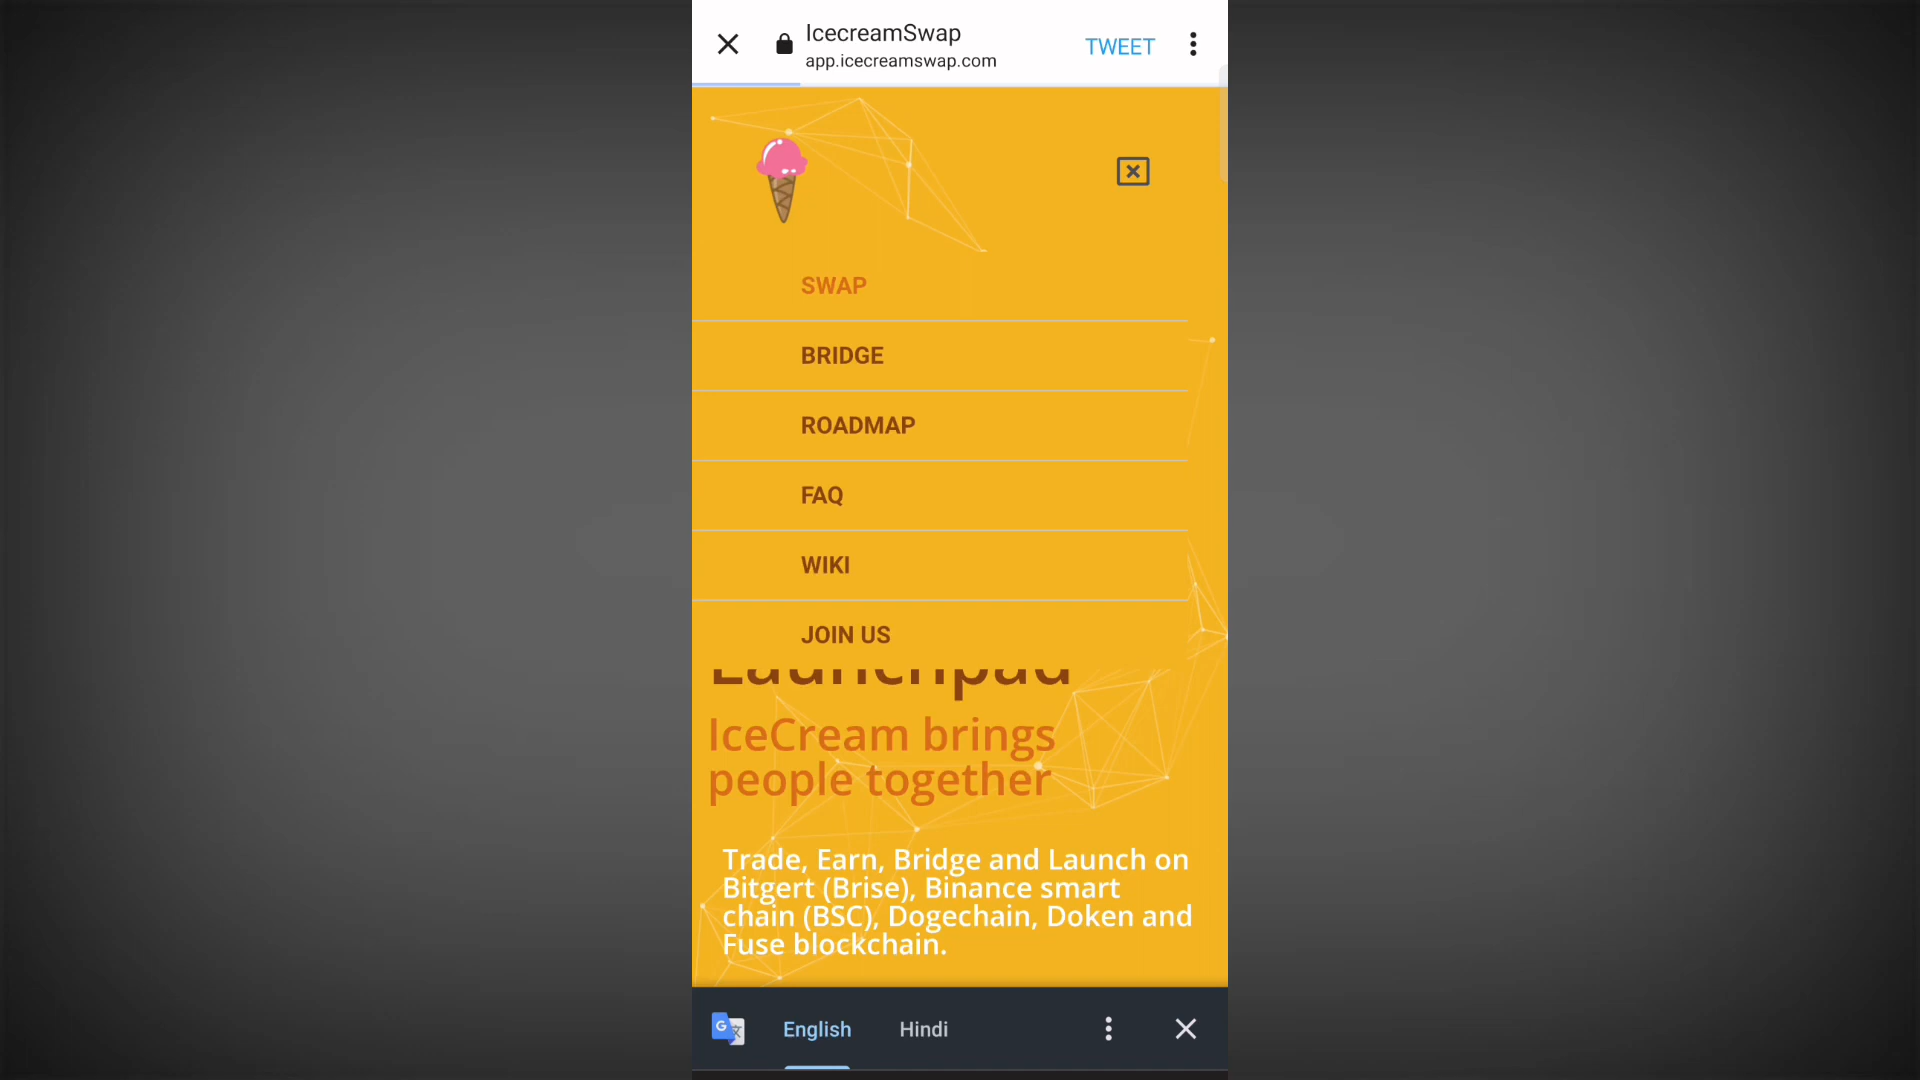 IcecreamSwap
app.icecreamswap.com
TWEET
SWAP
BRIDGE
ROADMAP
FAQ
WIKI
JOIN US
Launchpad
IceCream brings
people together
Trade, Earn, Bridge and Launch on
Bitgert (Brise), Binance smart
chain (BSC), Dogechain, Doken and
Fuse blockchain.
English
Hindi